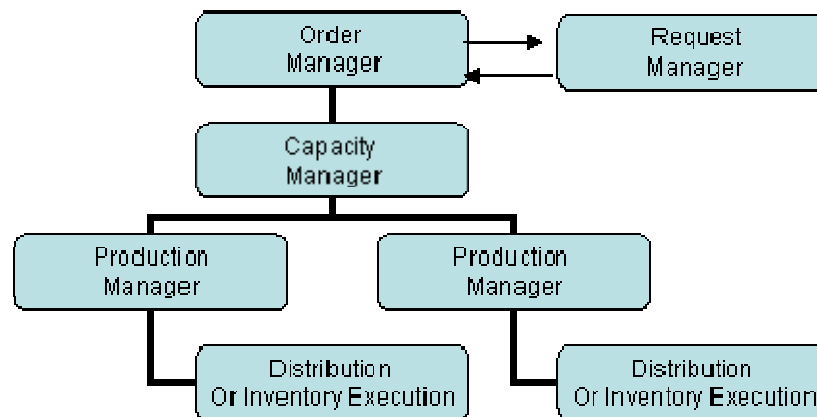 Order
Manager
Request
Manager
Capacity
Manager
Production
Manager
Production
Manager
Distribution
Or Inventory Execution
Distribution
Or Inventory Execution